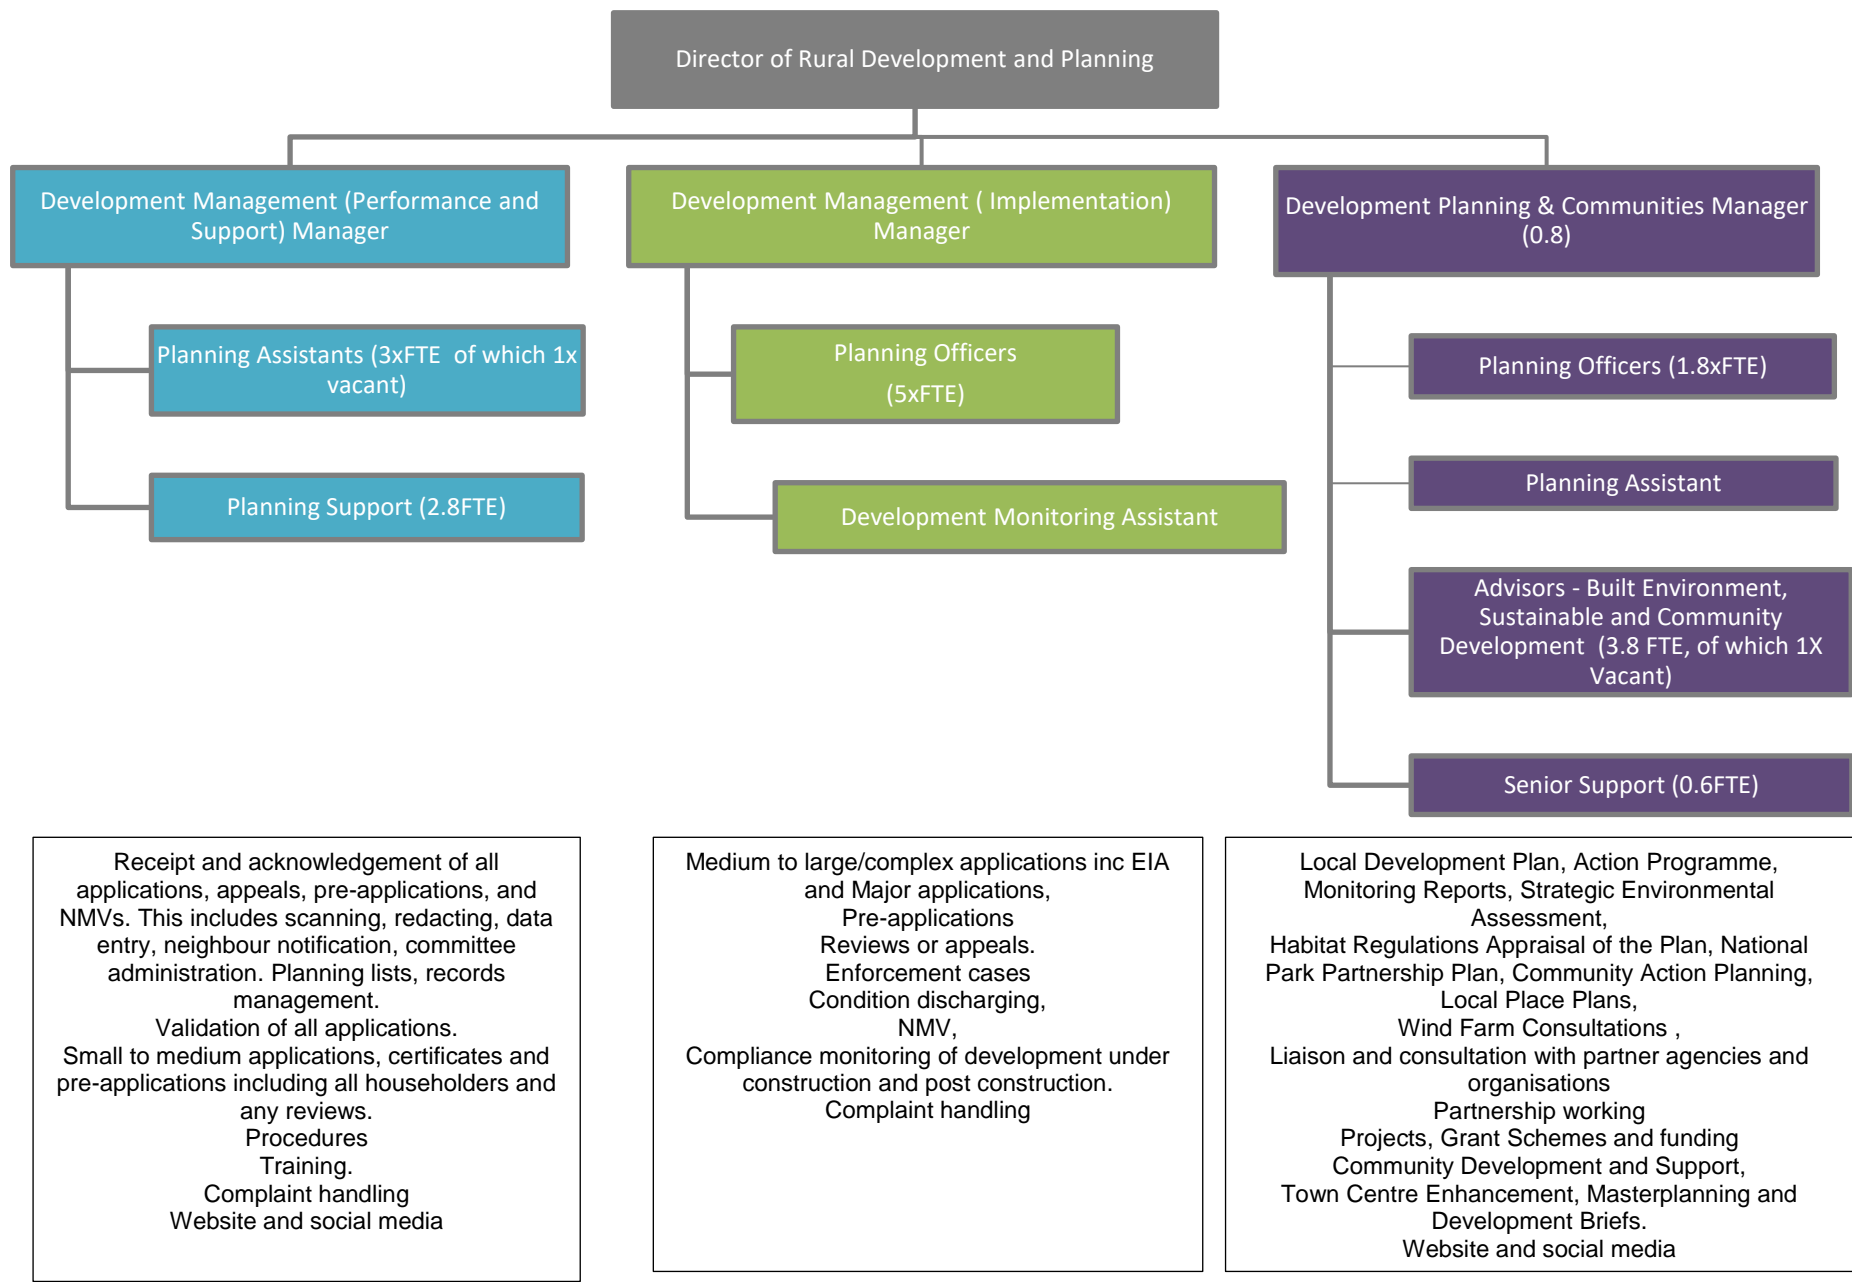 Director of Rural Development and Planning
Development Management (Performance and
Support) Manager
Development Management ( Implementation)
Manager
Development Planning & Communities Manager
(0.8)
Planning Assistants (3xFTE  of which 1x
vacant)
Planning Support (2.8FTE)
Planning Officers
(5xFTE)
Development Monitoring Assistant
Planning Officers (1.8xFTE)
Planning Assistant
Advisors - Built Environment,
Sustainable and Community
Development  (3.8 FTE, of which 1X
Vacant)
Senior Support (0.6FTE)
Receipt and acknowledgement of all
applications, appeals, pre-applications, and
NMVs. This includes scanning, redacting, data
entry, neighbour notification, committee
administration. Planning lists, records
management.
Validation of all applications.
Small to medium applications, certificates and
pre-applications including all householders and
any reviews.
Procedures
Training.
Complaint handling
Website and social media
Medium to large/complex applications inc EIA
and Major applications,
Pre-applications
Reviews or appeals.
Enforcement cases
Condition discharging,
NMV,
Compliance monitoring of development under
construction and post construction.
Complaint handling
Local Development Plan, Action Programme,
Monitoring Reports, Strategic Environmental
Assessment,
Habitat Regulations Appraisal of the Plan, National
Park Partnership Plan, Community Action Planning,
Local Place Plans,
Wind Farm Consultations ,
Liaison and consultation with partner agencies and
organisations
Partnership working
Projects, Grant Schemes and funding
Community Development and Support,
Town Centre Enhancement, Masterplanning and
Development Briefs.
Website and social media